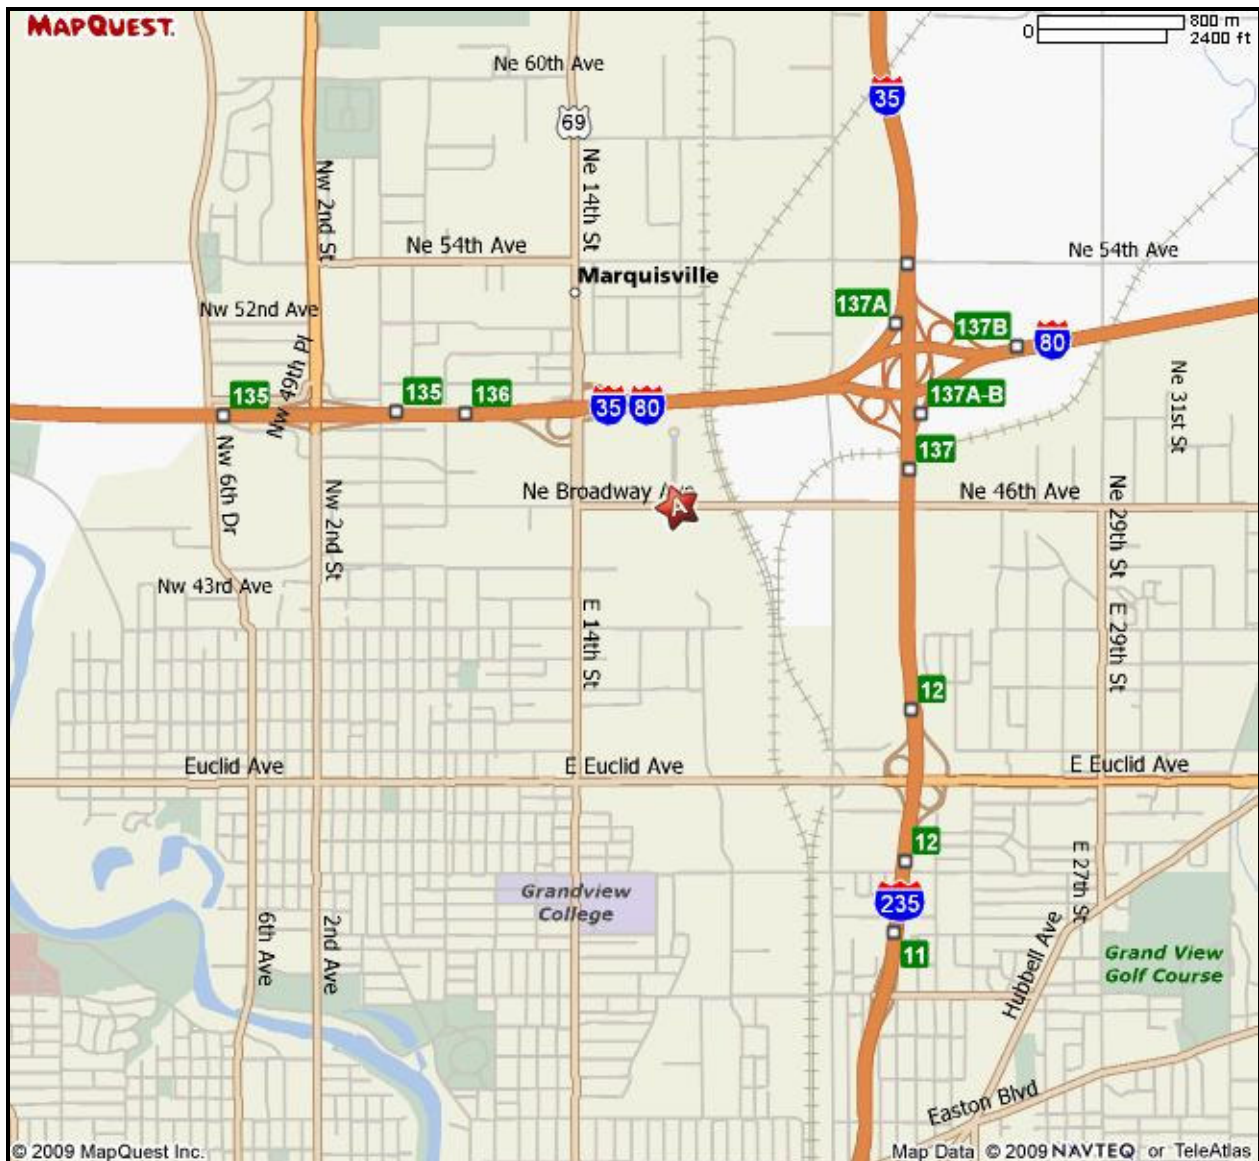 MAPQUEST.
800 m
0
2400 ft
Ne 60th Ave
35
69
Nw 2nd St
Ne 14th St
Ne 54th Ave
Ne 54th Ave
Marquisville
137A
137B
80
Nw 52nd Ave
Nw 49th Pl
135
135
136
35
80
137A-B
Ne 31st St
137
Nw 6th Dr
Nw 2nd St
Ne Broadway Ave
A
Ne 46th Ave
Ne 29th St
Nw 43rd Ave
E 14th St
E 29th St
12
Euclid Ave
E Euclid Ave
E Euclid Ave
12
E 27th St
Grandview
College
235
6th Ave
2nd Ave
11
Hubbell Ave
Grand View
Golf Course
Easton Blvd
© 2009 MapQuest Inc.
Map Data © 2009 NAVTEQ or TeleAtlas